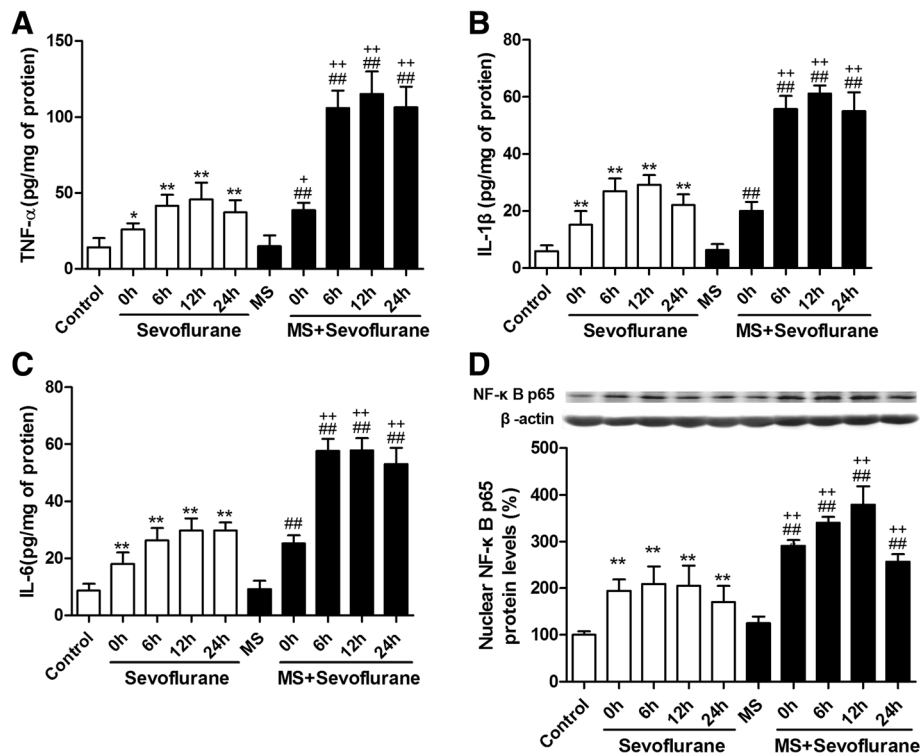 A
TNF-α(pg/mg of protien)
150
100
50
0
*
**
**
**
+
##
++
##
++
##
++
##
Control
0h
6h
12h
24h
MS
0h
6h
12h
24h
Sevoflurane
MS+Sevoflurane
B
IL-1β (pg/mg of protien)
80
60
40
20
0
**
**
**
**
##
++
##
++
##
++
##
Control
0h
6h
12h
24h
MS
0h
6h
12h
24h
Sevoflurane
MS+Sevoflurane
C
IL-6(pg/mg of protien)
80
60
40
20
0
**
**
**
**
##
++
##
++
##
++
##
Control
0h
6h
12h
24h
MS
0h
6h
12h
24h
Sevoflurane
MS+Sevoflurane
D
NF-κ B p65
β -actin
Nuclear NF-κ B p65
protein levels (%)
500
400
300
200
100
0
**
**
**
**
++
##
++
##
++
##
++
##
Control
0h
6h
12h
24h
MS
0h
6h
12h
24h
Sevoflurane
MS+Sevoflurane